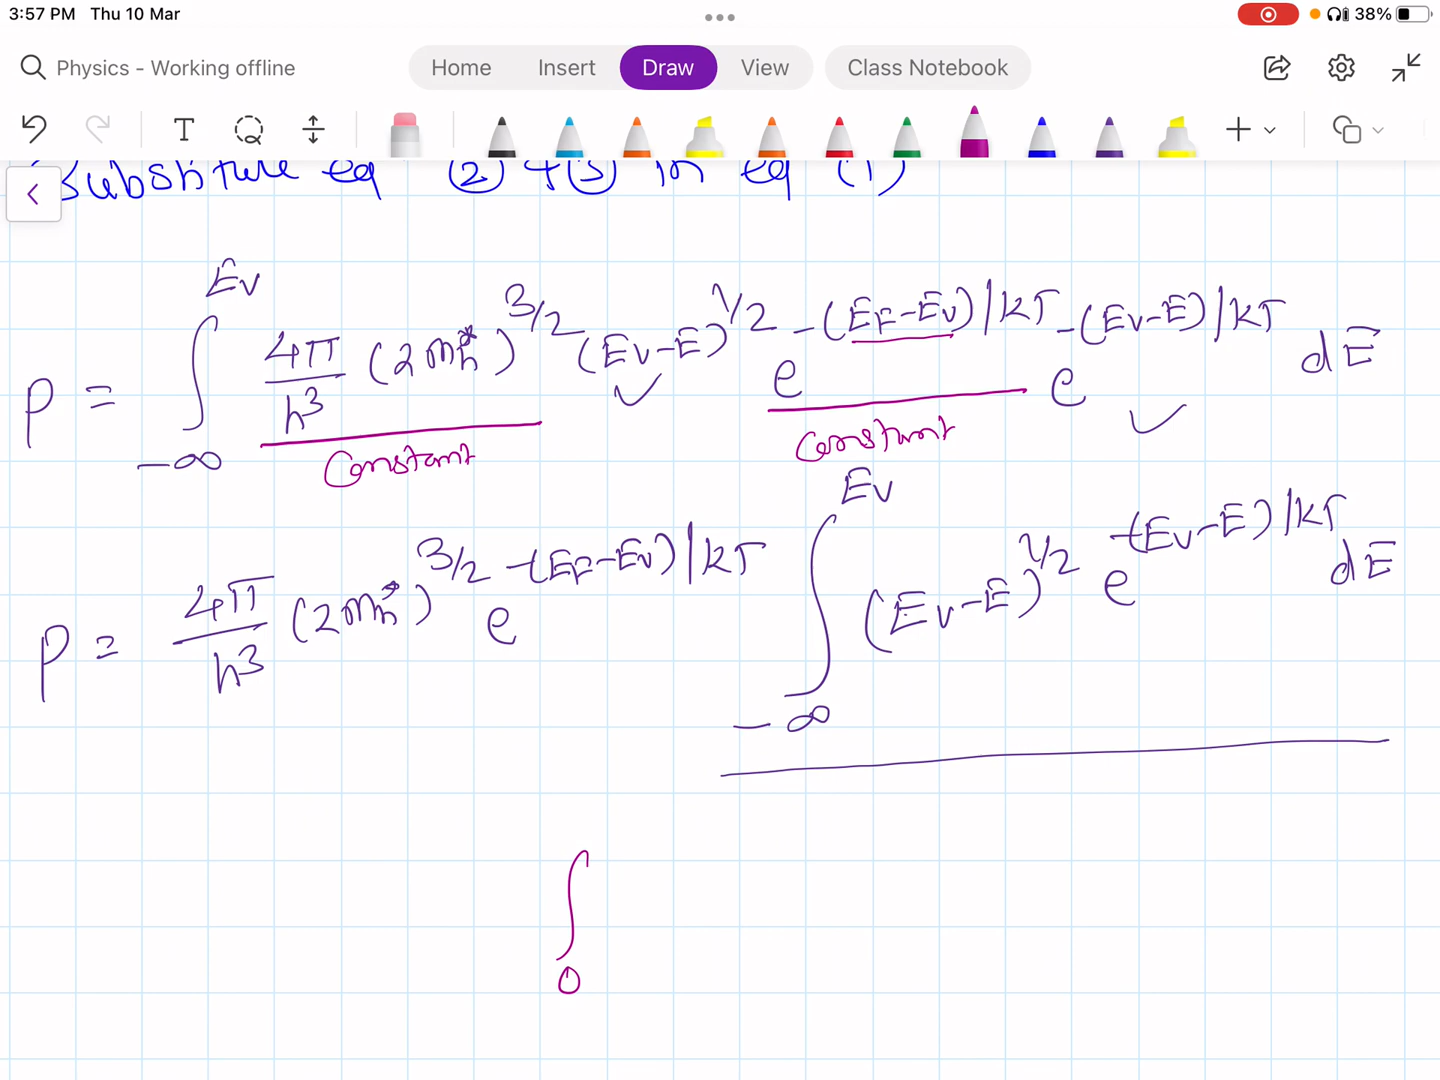 3:57 PM Thu 10 Mar
38%
Physics - Working offline
Home Insert Draw View Class Notebook
T
Substiture eq (2) +(3) in eq (1)
P = ∫_{-∞}^{Ev} 4π/h³ (2mh*)^{3/2} (Ev-E)^{1/2} e^{-(EF-Ev)/kT} e^{-(Ev-E)/kT} dE
Constant Constant
P = 4π/h³ (2mh*)^{3/2} e^{-(EF-Ev)/kT} ∫_{-∞}^{Ev} (Ev-E)^{1/2} e^{-(Ev-E)/kT} dE
∫_0